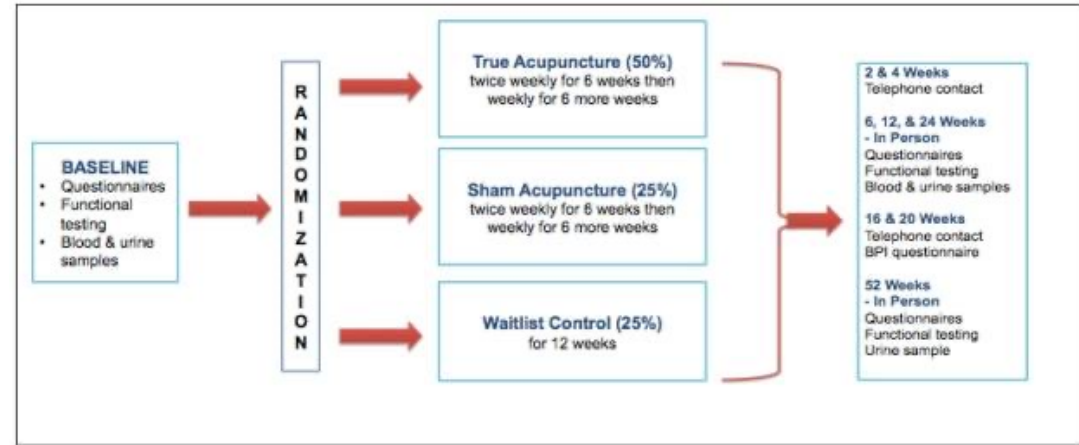 BASELINE
• Questionnaires
• Functional
testing
• Blood & urine
samples
RANDOMIZATION
True Acupuncture (50%)
twice weekly for 6 weeks then
weekly for 6 more weeks
Sham Acupuncture (25%)
twice weekly for 6 weeks then
weekly for 6 more weeks
Waitlist Control (25%)
for 12 weeks
2 & 4 Weeks
Telephone contact
6, 12, & 24 Weeks
- In Person
Questionnaires
Functional testing
Blood & urine samples
16 & 20 Weeks
Telephone contact
BPI questionnaire
52 Weeks
- In Person
Questionnaires
Functional testing
Urine sample